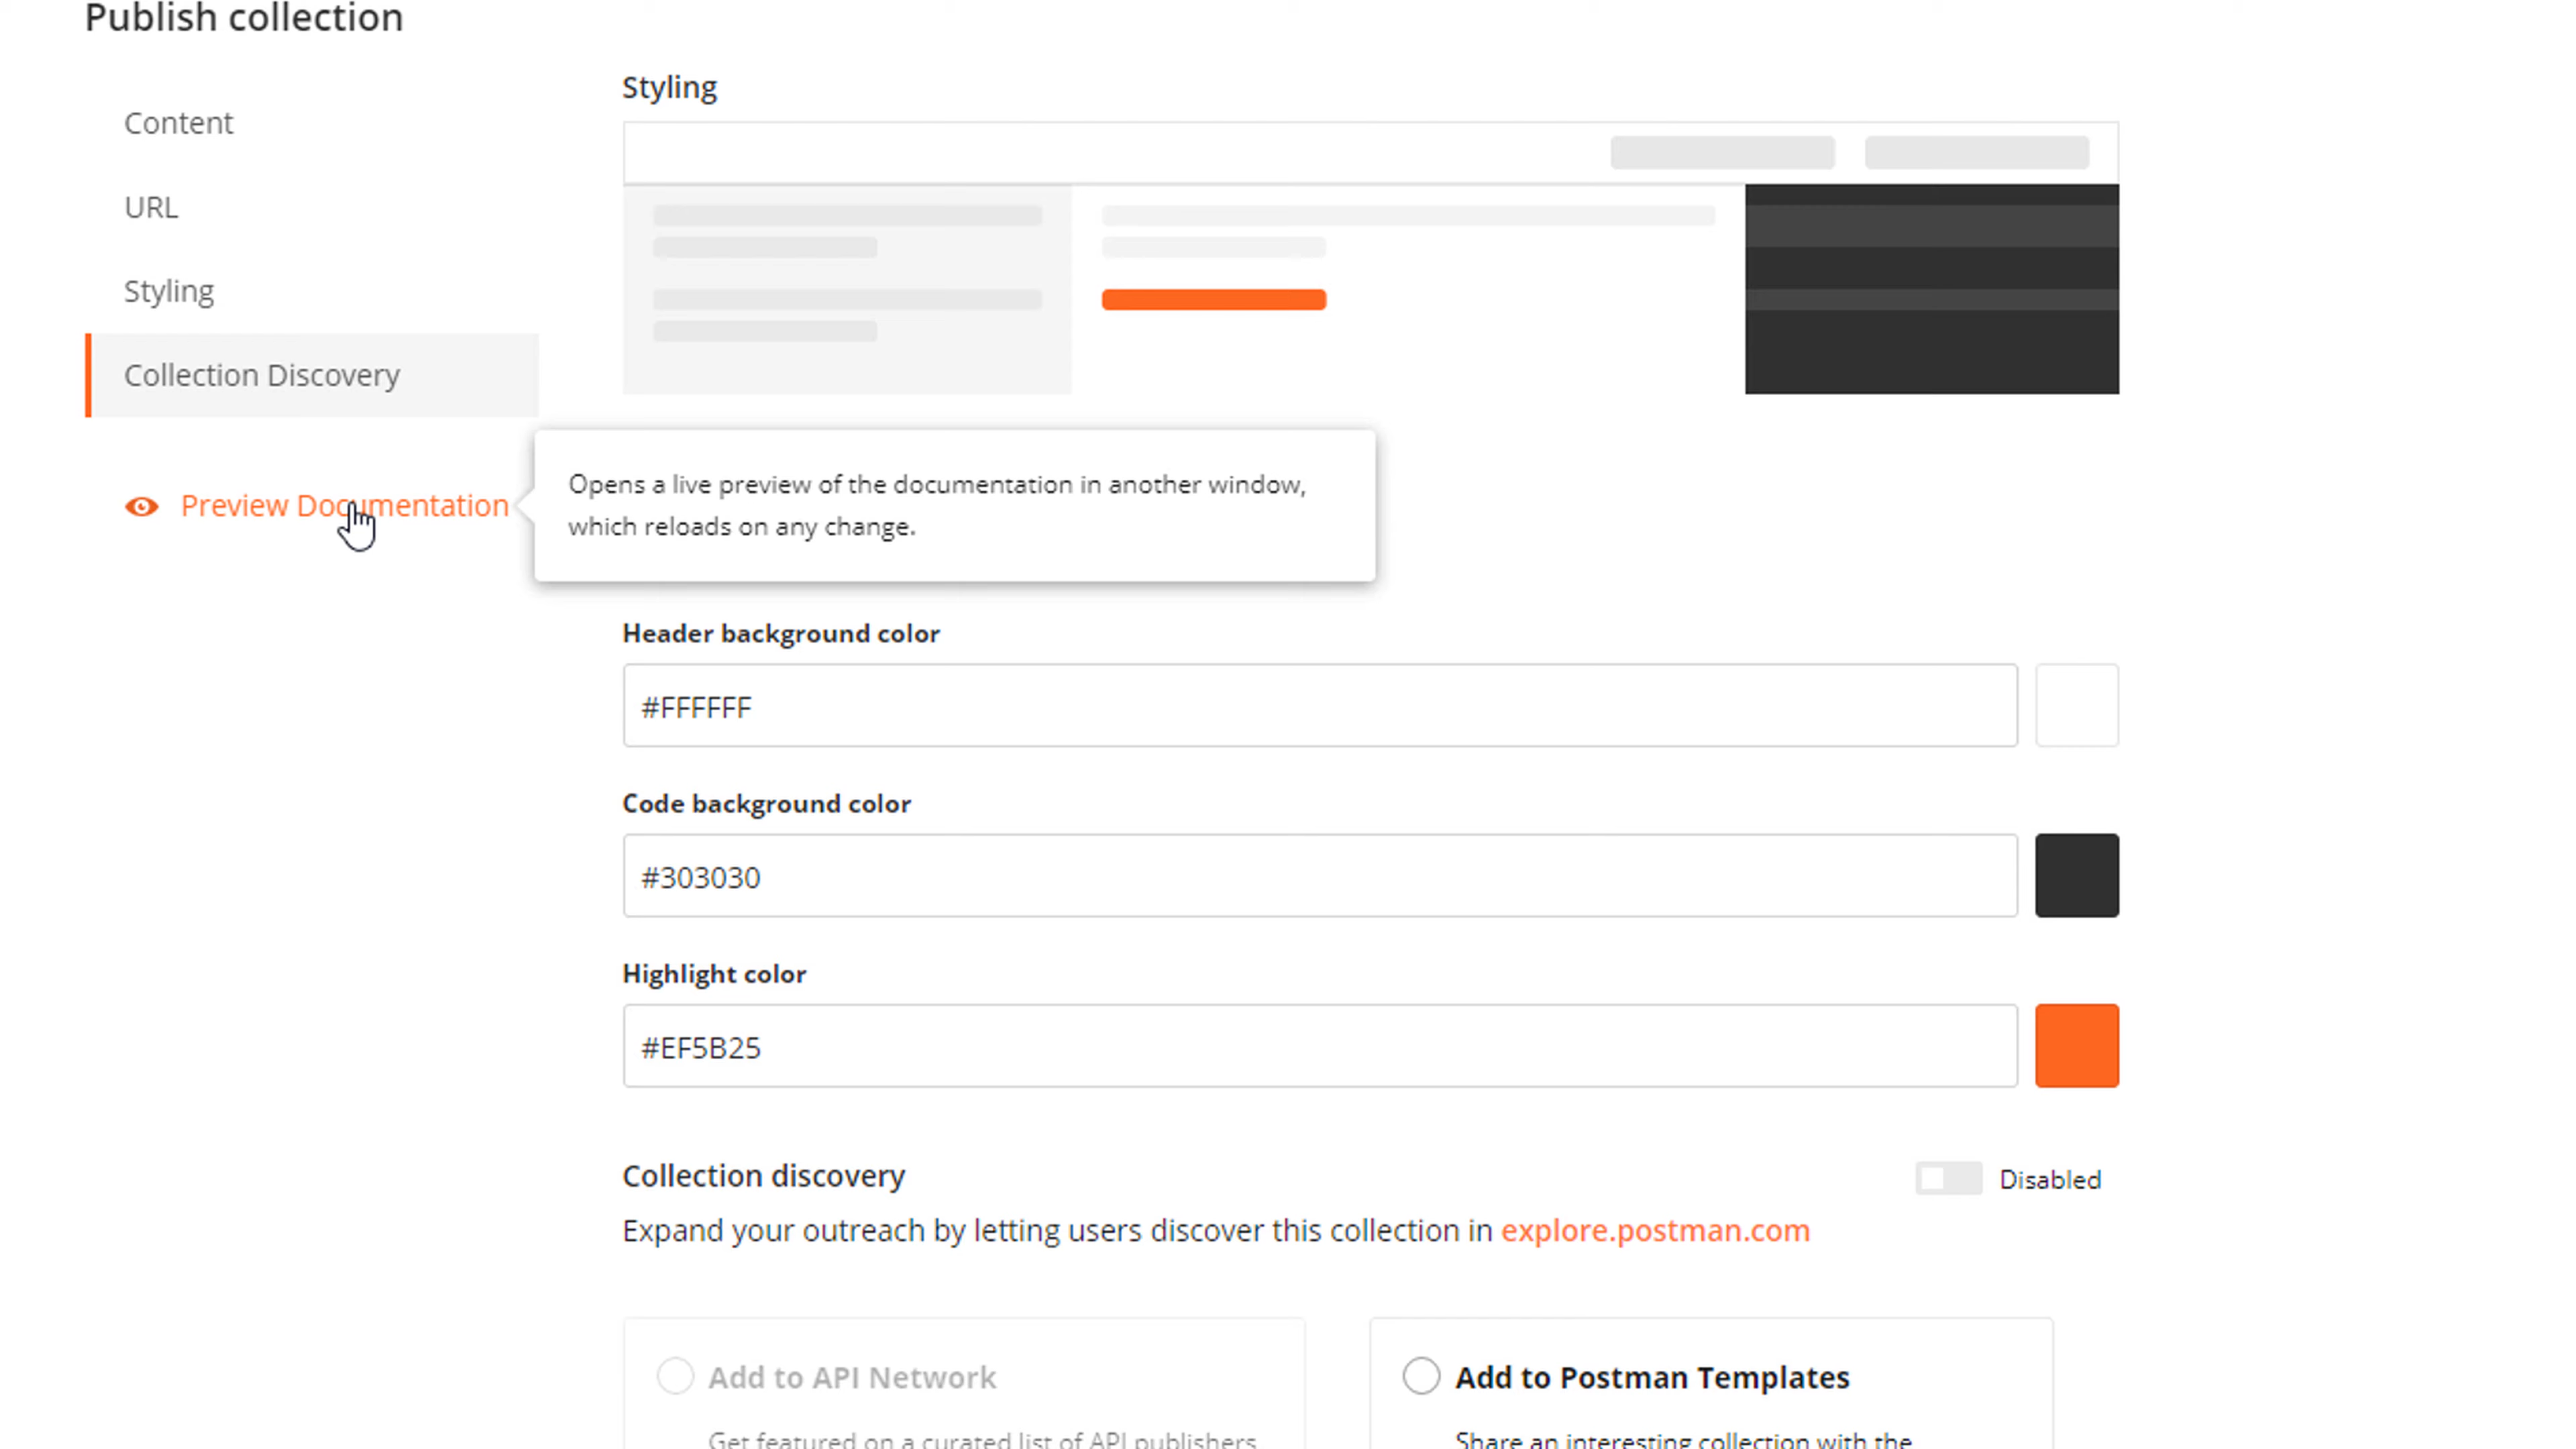 Publish collection
Content
URL
Styling
Collection Discovery
Preview Documentation
Styling
Opens a live preview of the documentation in another window,
which reloads on any change.
Header background color
#FFFFFF
Code background color
#303030
Highlight color
#EF5B25
Collection discovery
Disabled
Expand your outreach by letting users discover this collection in explore.postman.com
Add to API Network
Get featured on a curated list of API publishers
Add to Postman Templates
Share an interesting collection with the